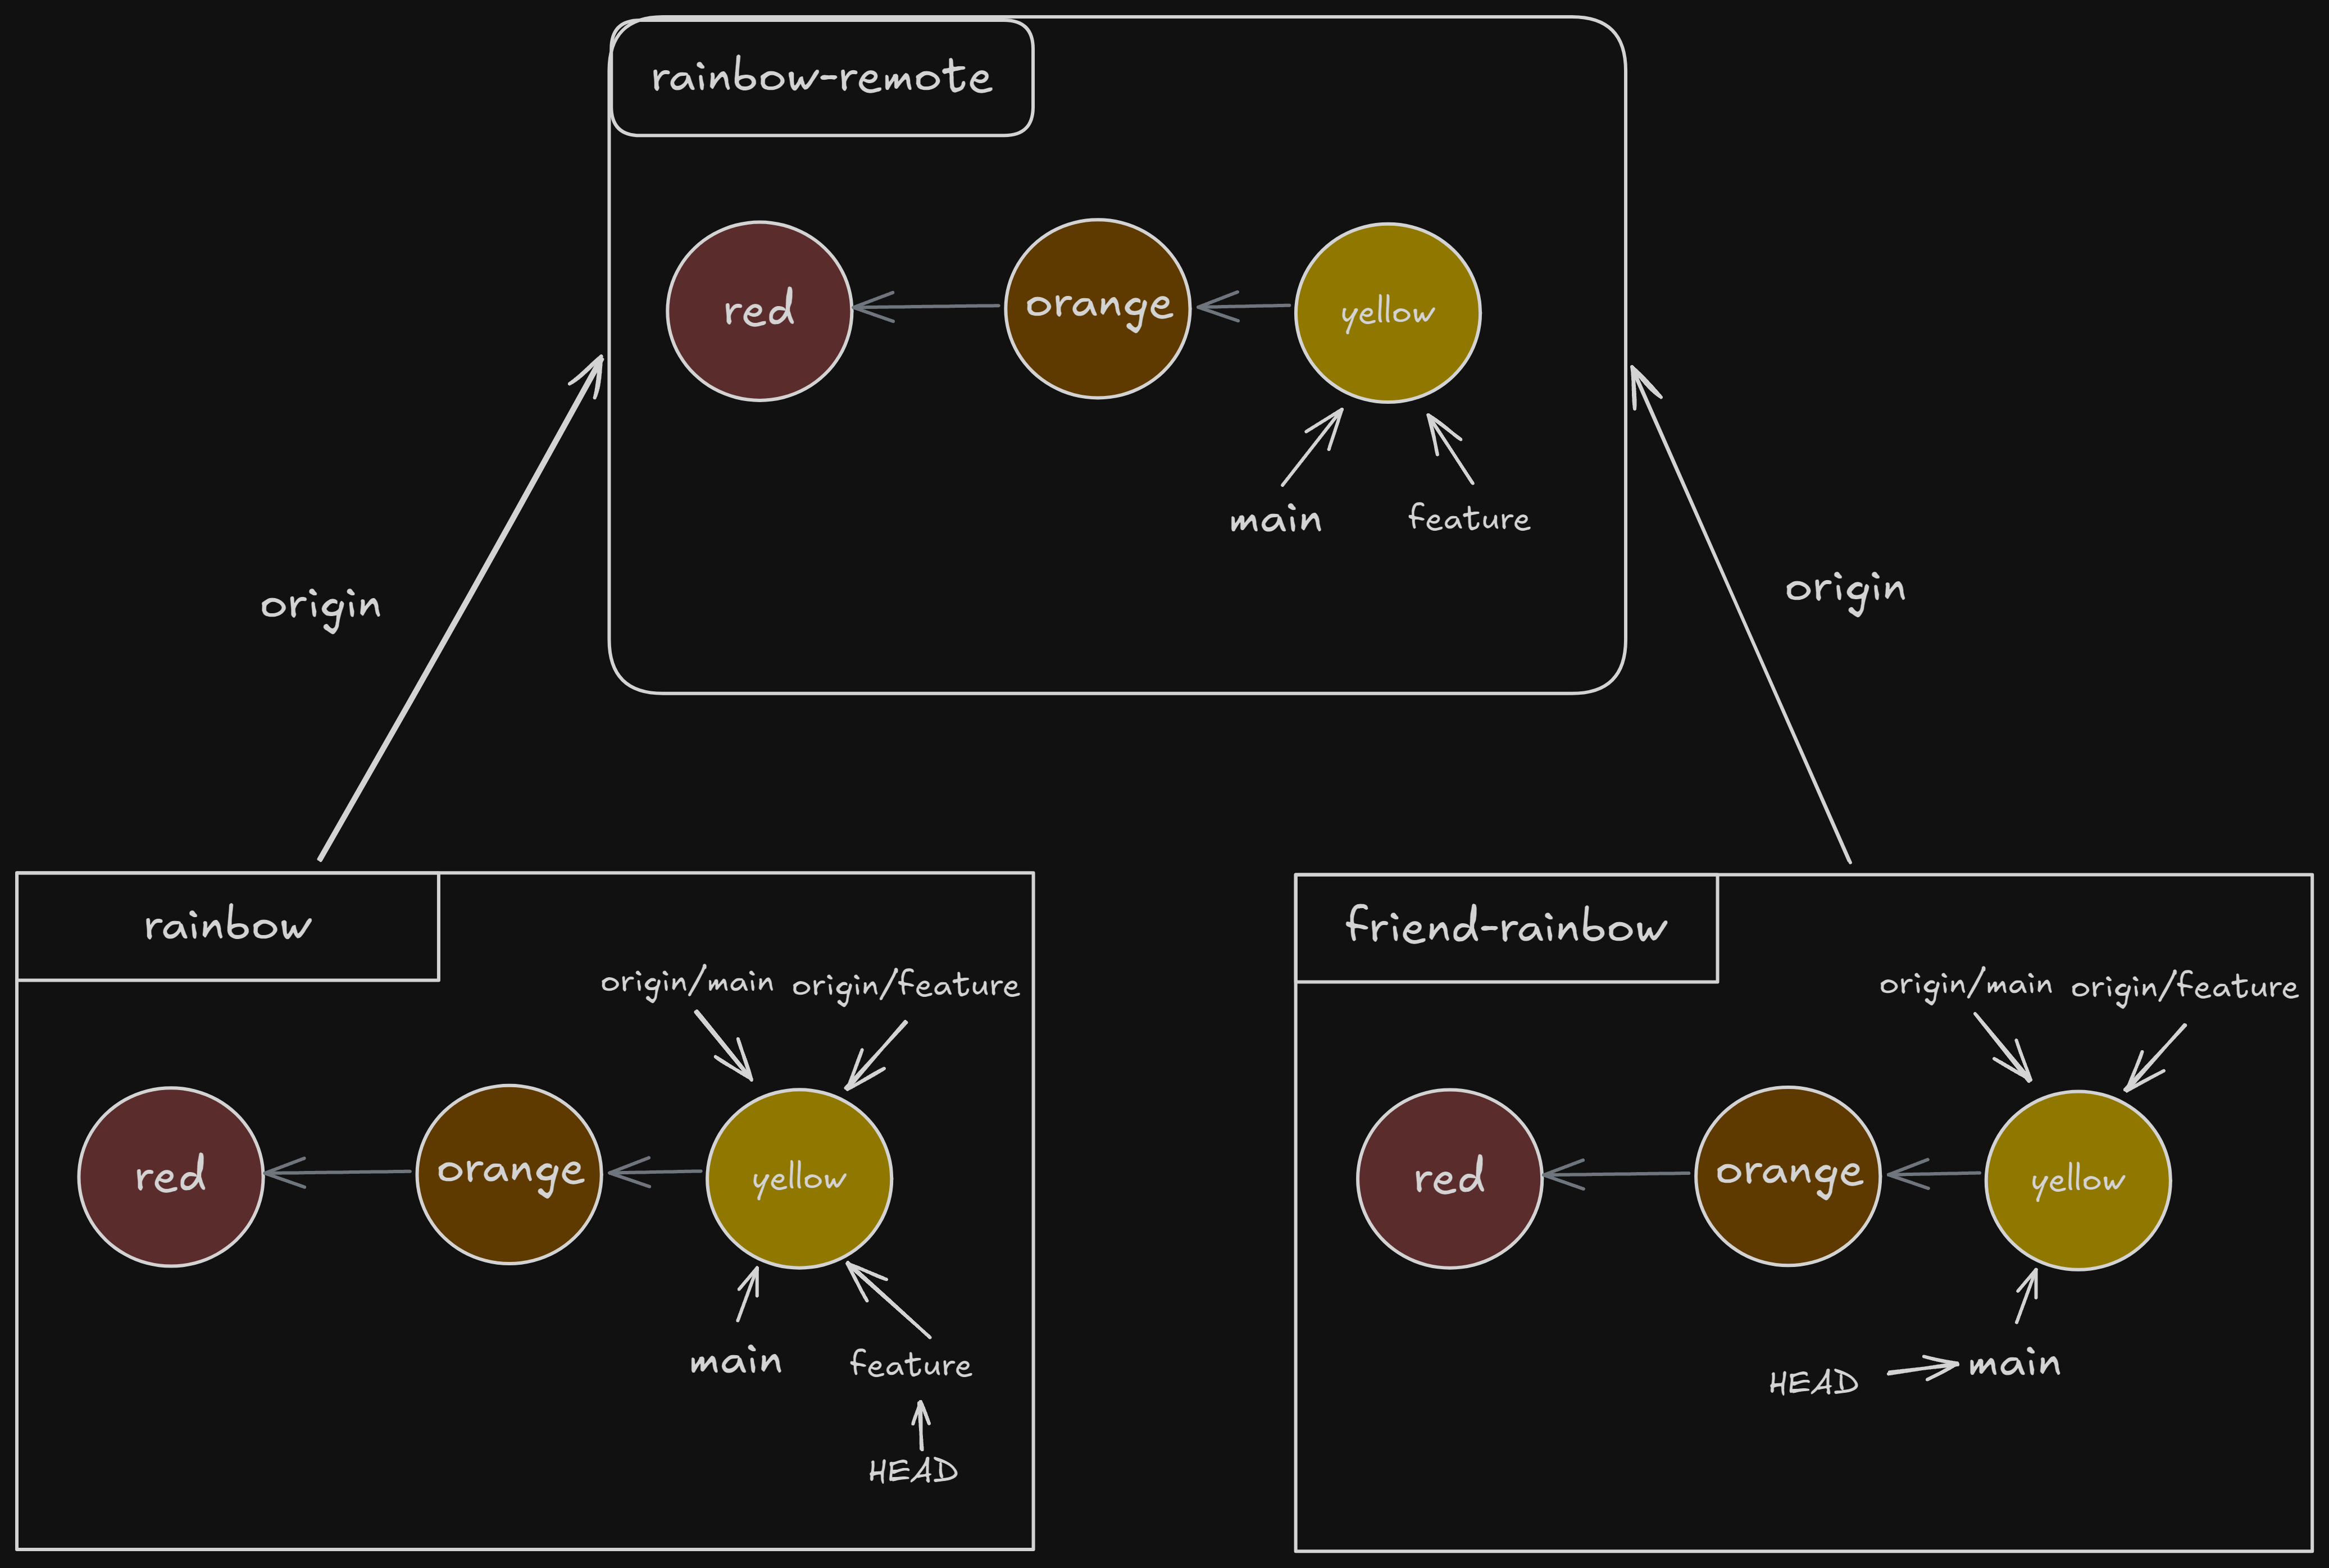 rainbow-remote
red
orange
yellow
main
feature
origin
origin
rainbow
origin/main
origin/feature
red
orange
yellow
main
feature
HEAD
friend-rainbow
origin/main
origin/feature
red
orange
yellow
HEAD
main